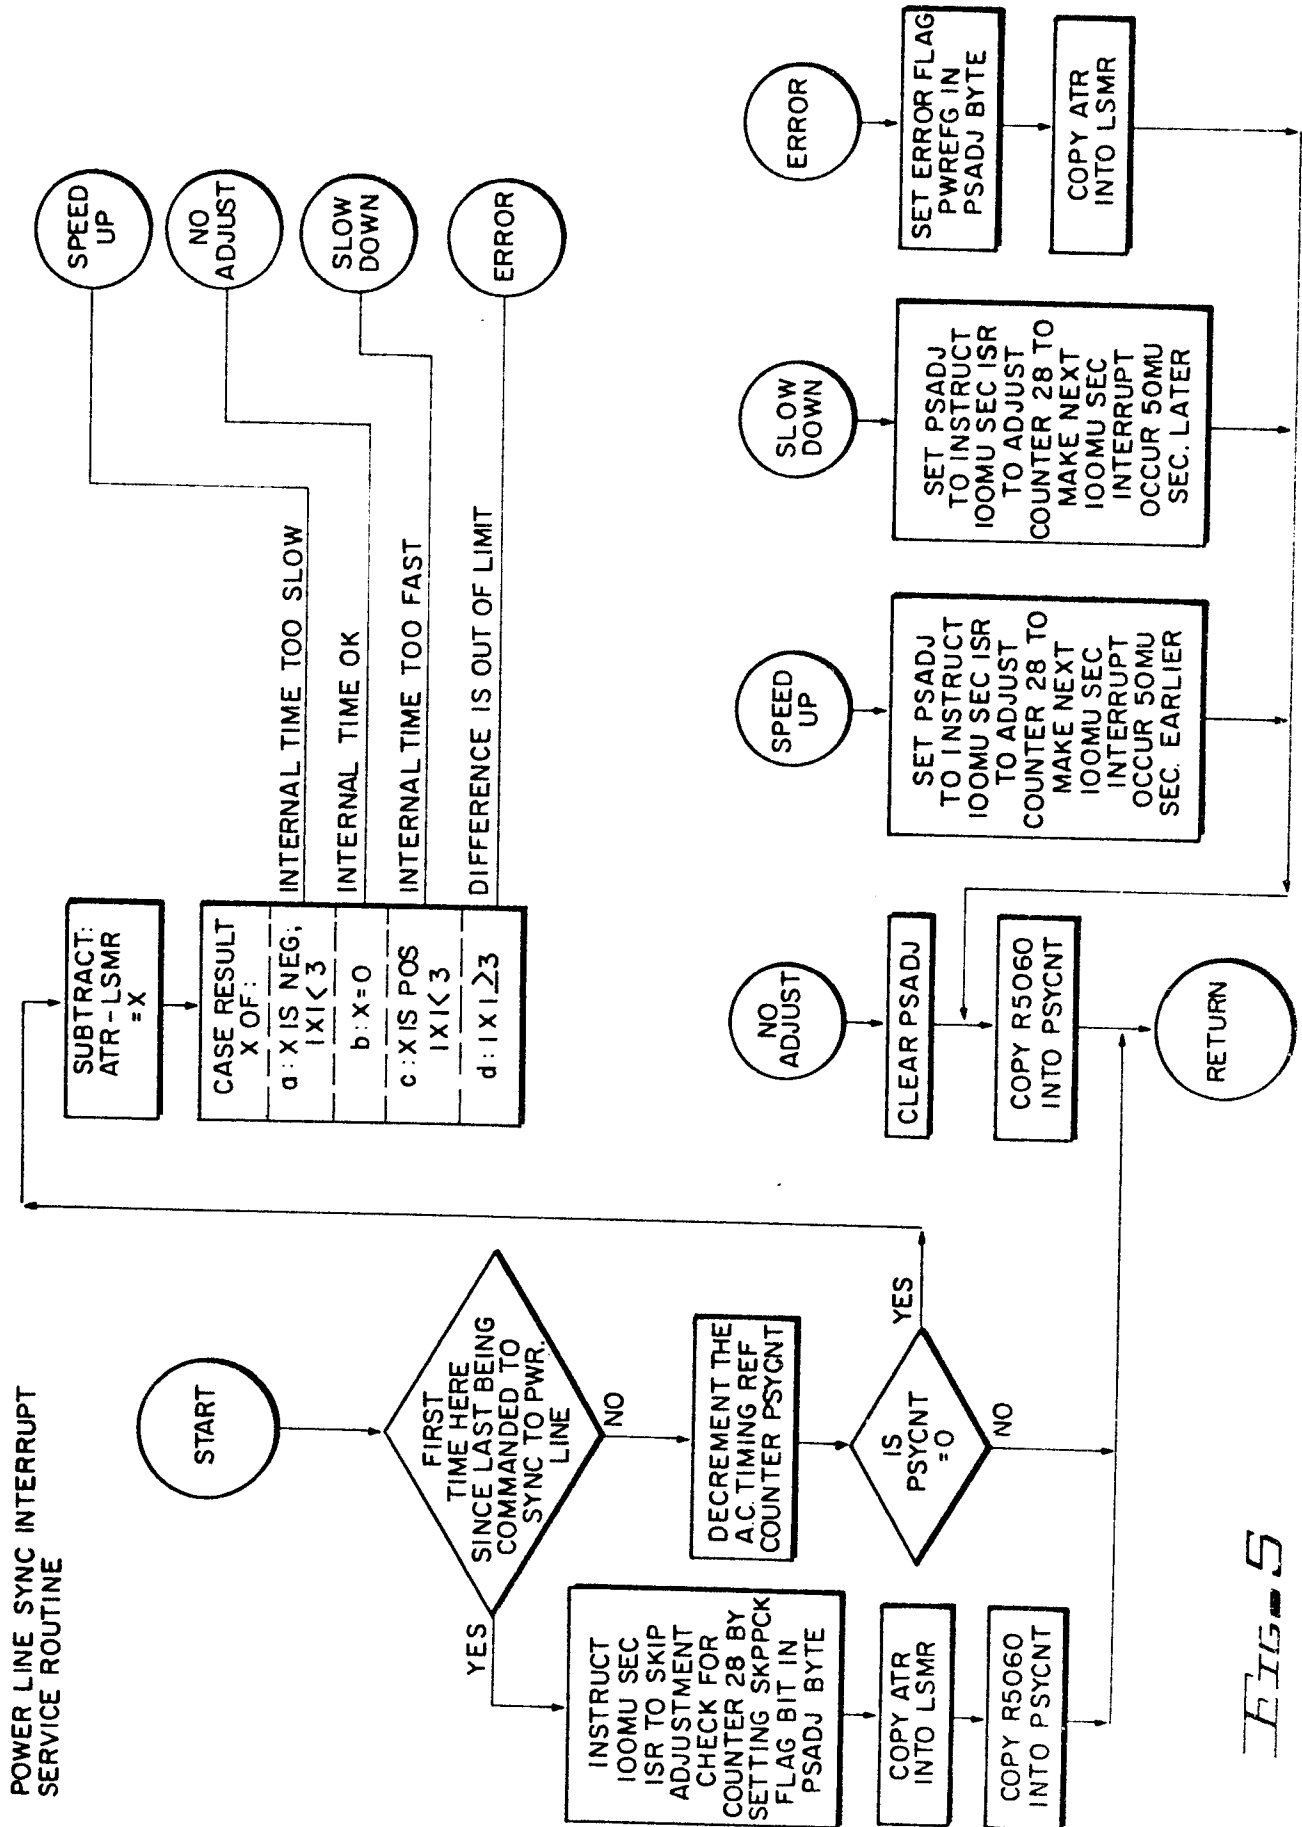 POWER LINE SYNC INTERRUPT
SERVICE ROUTINE
START
FIRST
TIME HERE
SINCE LAST BEING
COMMANDED TO
SYNC TO PWR.
LINE
YES
NO
INSTRUCT
100MU SEC
ISR TO SKIP
ADJUSTMENT
CHECK FOR
COUNTER 28 BY
SETTING SKPPCK
FLAG BIT IN
PSADJ BYTE
COPY ATR
INTO LSMR
COPY R5060
INTO PSYCNT
DECREMENT THE
A.C. TIMING REF
COUNTER PSYCNT
IS
PSYCNT
=0
YES
NO
SUBTRACT:
ATR-LSMR
=X
CASE RESULT
X OF:
a: X IS NEG;
|X|<3
b: X=0
c: X IS POS
|X|<3
d: |X|≥3
INTERNAL TIME TOO SLOW
INTERNAL TIME OK
INTERNAL TIME TOO FAST
DIFFERENCE IS OUT OF LIMIT
SPEED
UP
NO
ADJUST
SLOW
DOWN
ERROR
NO
ADJUST
CLEAR PSADJ
COPY R5060
INTO PSYCNT
RETURN
SPEED
UP
SET PSADJ
TO INSTRUCT
100MU SEC ISR
TO ADJUST
COUNTER 28 TO
MAKE NEXT
100MU SEC
INTERRUPT
OCCUR 50MU
SEC. EARLIER
SLOW
DOWN
SET PSADJ
TO INSTRUCT
100MU SEC ISR
TO ADJUST
COUNTER 28 TO
MAKE NEXT
100MU SEC
INTERRUPT
OCCUR 50MU
SEC. LATER
ERROR
SET ERROR FLAG
PWREFG IN
PSADJ BYTE
COPY ATR
INTO LSMR
FIG-5